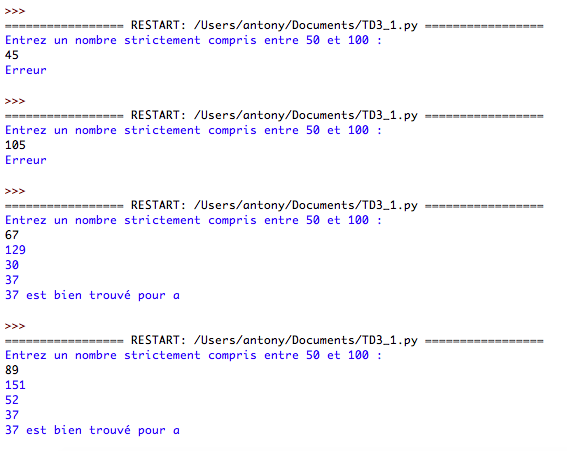 >>>
================= RESTART: /Users/antony/Documents/TD3_1.py =================
Entrez un nombre strictement compris entre 50 et 100 :
45
Erreur
>>>
================= RESTART: /Users/antony/Documents/TD3_1.py =================
Entrez un nombre strictement compris entre 50 et 100 :
105
Erreur
>>>
================= RESTART: /Users/antony/Documents/TD3_1.py =================
Entrez un nombre strictement compris entre 50 et 100 :
67
129
30
37
37 est bien trouvé pour a
>>>
================= RESTART: /Users/antony/Documents/TD3_1.py =================
Entrez un nombre strictement compris entre 50 et 100 :
89
151
52
37
37 est bien trouvé pour a